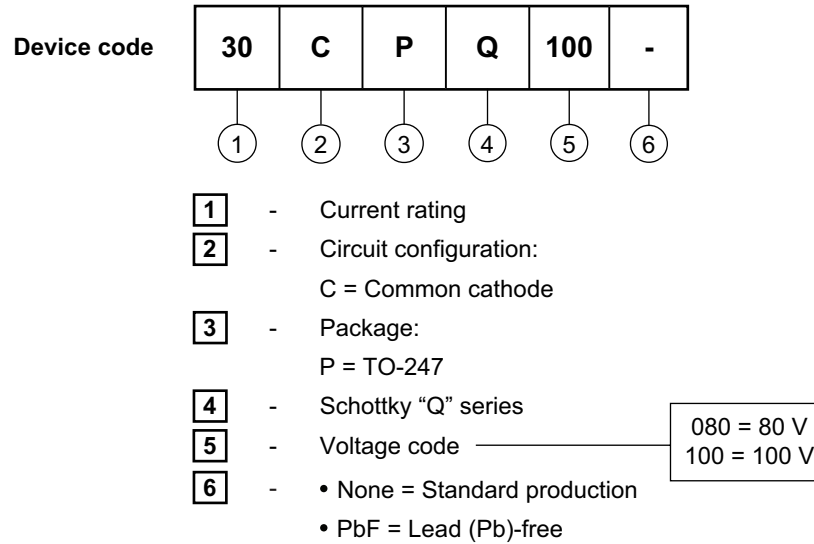 Device code 30 C P Q 100 -
1 2 3 4 5 6
1 - Current rating
2 - Circuit configuration:
C = Common cathode
3 - Package:
P = TO-247
4 - Schottky “Q” series
5 - Voltage code
080 = 80 V
100 = 100 V
6 - • None = Standard production
• PbF = Lead (Pb)-free